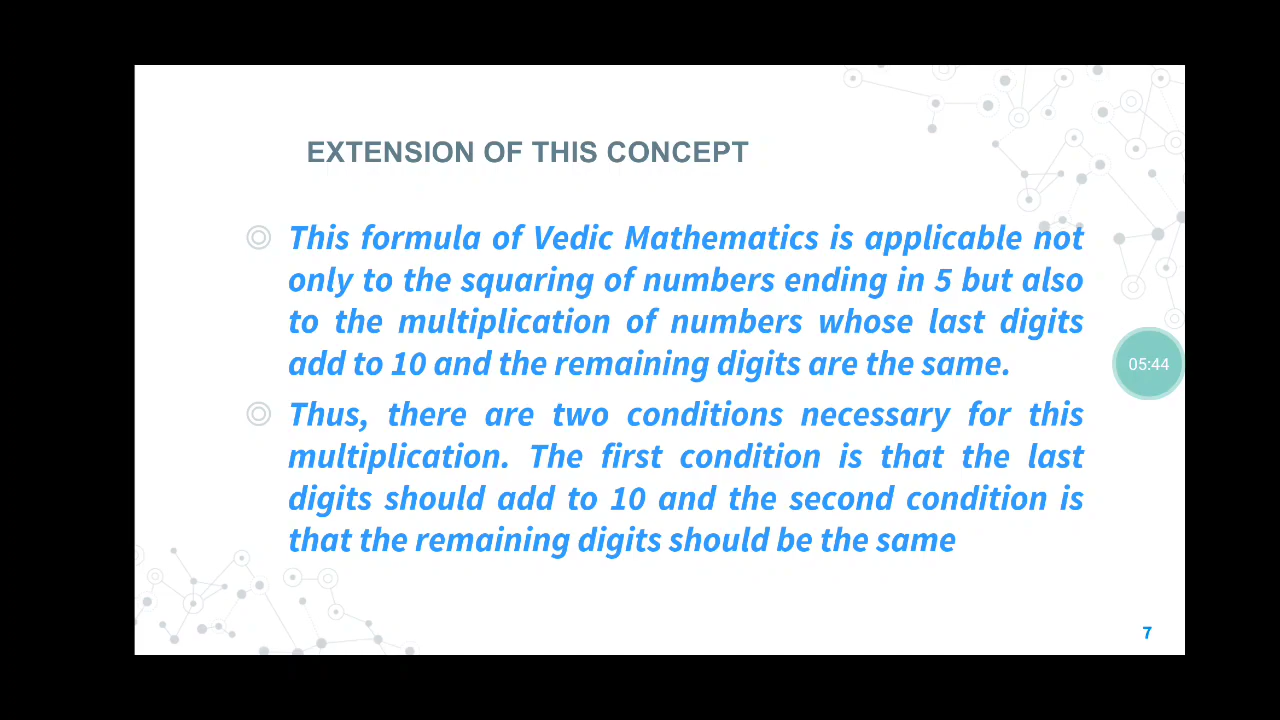 EXTENSION OF THIS CONCEPT
This formula of Vedic Mathematics is applicable not
only to the squaring of numbers ending in 5 but also
to the multiplication of numbers whose last digits
add to 10 and the remaining digits are the same.
05:44
Thus, there are two conditions necessary for this
multiplication. The first condition is that the last
digits should add to 10 and the second condition is
that the remaining digits should be the same
7